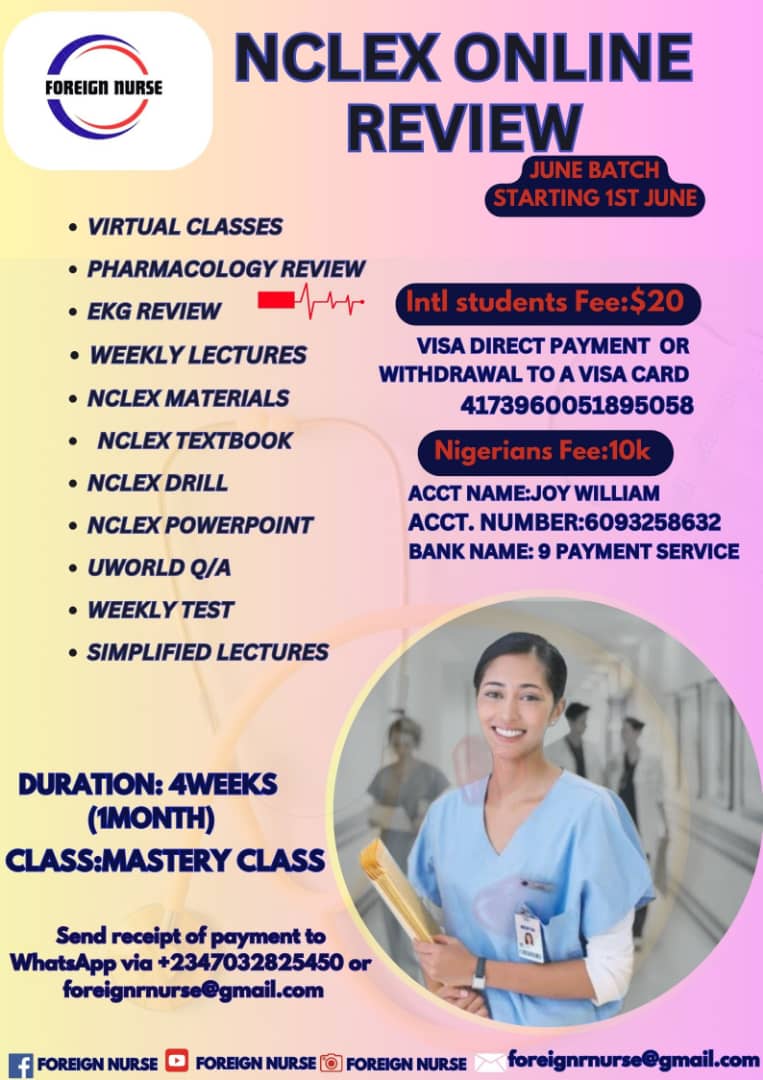 FOREIGN NURSE
NCLEX ONLINE
REVIEW
JUNE BATCH
STARTING 1ST JUNE
• VIRTUAL CLASSES
• PHARMACOLOGY REVIEW
• EKG REVIEW
• WEEKLY LECTURES
• NCLEX MATERIALS
• NCLEX TEXTBOOK
• NCLEX DRILL
• NCLEX POWERPOINT
• UWORLD Q/A
• WEEKLY TEST
• SIMPLIFIED LECTURES
Intl students Fee:$20
VISA DIRECT PAYMENT OR
WITHDRAWAL TO A VISA CARD
4173960051895058
Nigerians Fee:10k
ACCT NAME:JOY WILLIAM
ACCT. NUMBER:6093258632
BANK NAME: 9 PAYMENT SERVICE
DURATION: 4WEEKS
(1MONTH)
CLASS:MASTERY CLASS
Send receipt of payment to
WhatsApp via +2347032825450 or
foreignrnurse@gmail.com
FOREIGN NURSE FOREIGN NURSE FOREIGN NURSE foreignrnurse@gmail.com